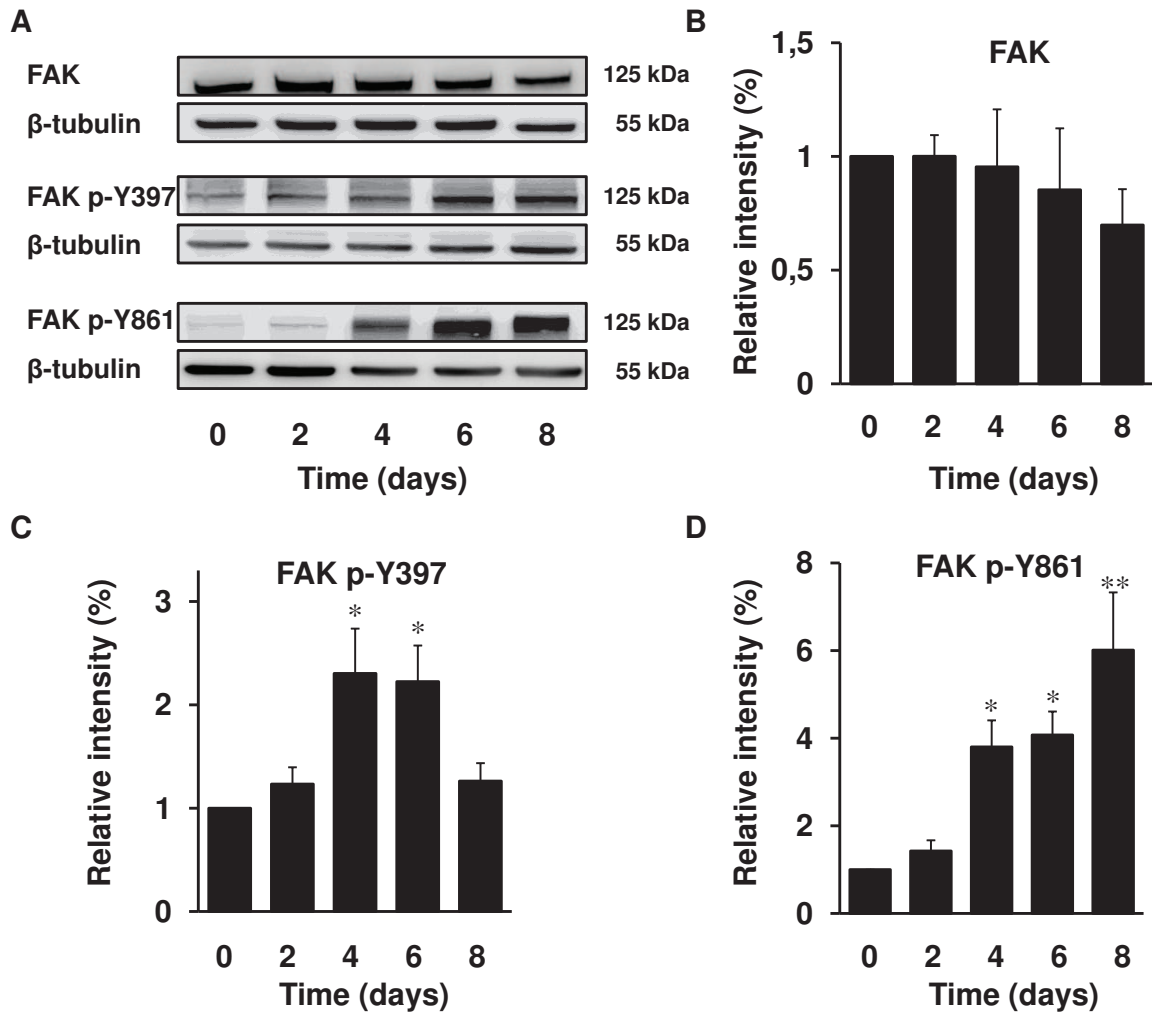 A
FAK 125 kDa
β-tubulin 55 kDa
FAK p-Y397 125 kDa
β-tubulin 55 kDa
FAK p-Y861 125 kDa
β-tubulin 55 kDa
0 2 4 6 8
Time (days)
B
FAK
Relative intensity (%)
1,5
1
0,5
0
0 2 4 6 8
Time (days)
C
FAK p-Y397
Relative intensity (%)
3
2
1
0
* *
0 2 4 6 8
Time (days)
D
FAK p-Y861
Relative intensity (%)
8
6
4
2
0
* * **
0 2 4 6 8
Time (days)